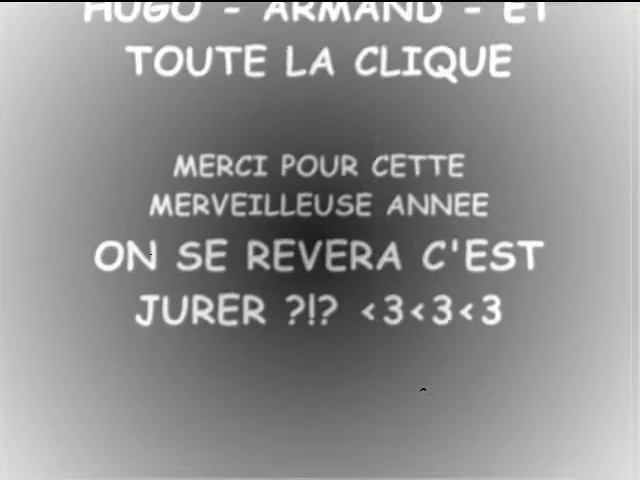 HUGO - ARMAND - ET
TOUTE LA CLIQUE
MERCI POUR CETTE
MERVEILLEUSE ANNEE
ON SE REVERA C'EST
JURER ?!? <3<3<3